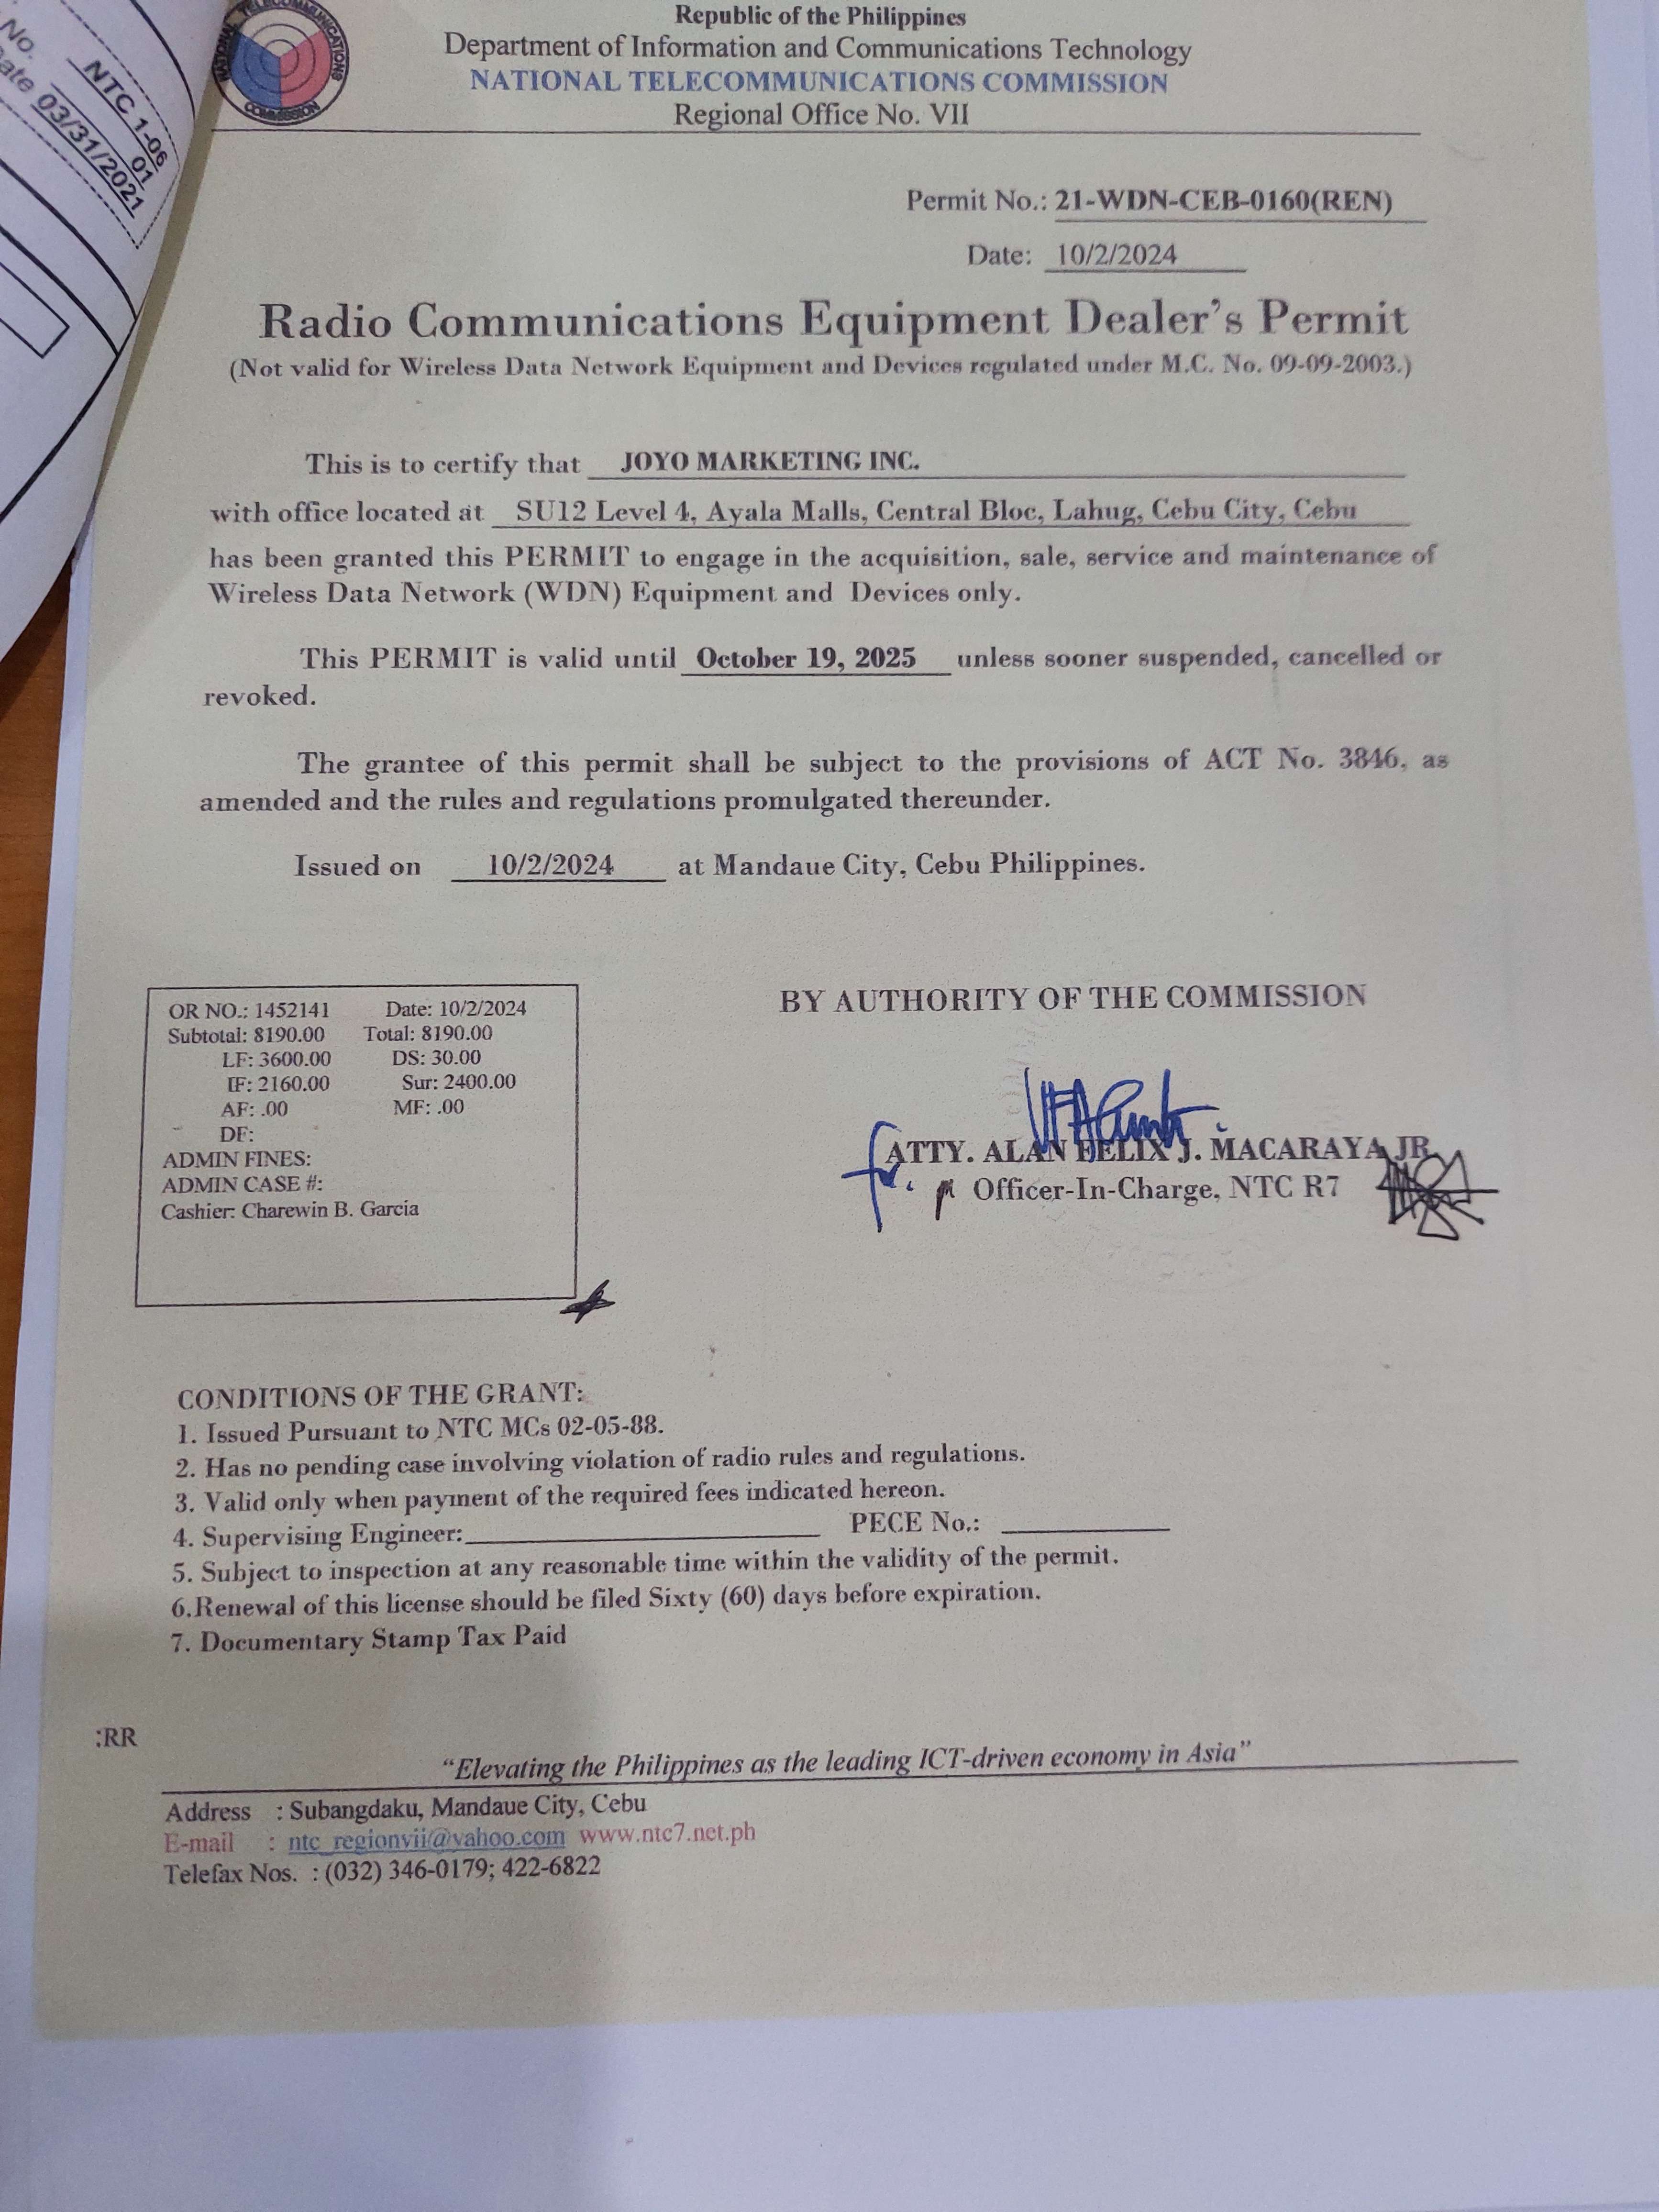 No.
NTC 1-06
01
Date 03/31/2021
NATIONAL TELECOMMUNICATIONS
COMMISSION
Republic of the Philippines
Department of Information and Communications Technology
NATIONAL TELECOMMUNICATIONS COMMISSION
Regional Office No. VII
Permit No.: 21-WDN-CEB-0160(REN)
Date: 10/2/2024
Radio Communications Equipment Dealer's Permit
(Not valid for Wireless Data Network Equipment and Devices regulated under M.C. No. 09-09-2003.)
This is to certify that JOYO MARKETING INC.
with office located at SU12 Level 4, Ayala Malls, Central Bloc, Lahug, Cebu City, Cebu
has been granted this PERMIT to engage in the acquisition, sale, service and maintenance of
Wireless Data Network (WDN) Equipment and Devices only.
This PERMIT is valid until October 19, 2025 unless sooner suspended, cancelled or
revoked.
The grantee of this permit shall be subject to the provisions of ACT No. 3846, as
amended and the rules and regulations promulgated thereunder.
Issued on 10/2/2024 at Mandaue City, Cebu Philippines.
OR NO.: 1452141 Date: 10/2/2024
Subtotal: 8190.00 Total: 8190.00
LF: 3600.00 DS: 30.00
IF: 2160.00 Sur: 2400.00
AF: .00 MF: .00
DF:
ADMIN FINES:
ADMIN CASE #:
Cashier: Charewin B. Garcia
BY AUTHORITY OF THE COMMISSION
for. ATTY. ALAN FELIX J. MACARAYA JR
Officer-In-Charge, NTC R7
CONDITIONS OF THE GRANT:
1. Issued Pursuant to NTC MCs 02-05-88.
2. Has no pending case involving violation of radio rules and regulations.
3. Valid only when payment of the required fees indicated hereon.
4. Supervising Engineer: PECE No.:
5. Subject to inspection at any reasonable time within the validity of the permit.
6.Renewal of this license should be filed Sixty (60) days before expiration.
7. Documentary Stamp Tax Paid
:RR
“Elevating the Philippines as the leading ICT-driven economy in Asia”
Address : Subangdaku, Mandaue City, Cebu
E-mail : ntc_regionvii@yahoo.com www.ntc7.net.ph
Telefax Nos. : (032) 346-0179; 422-6822